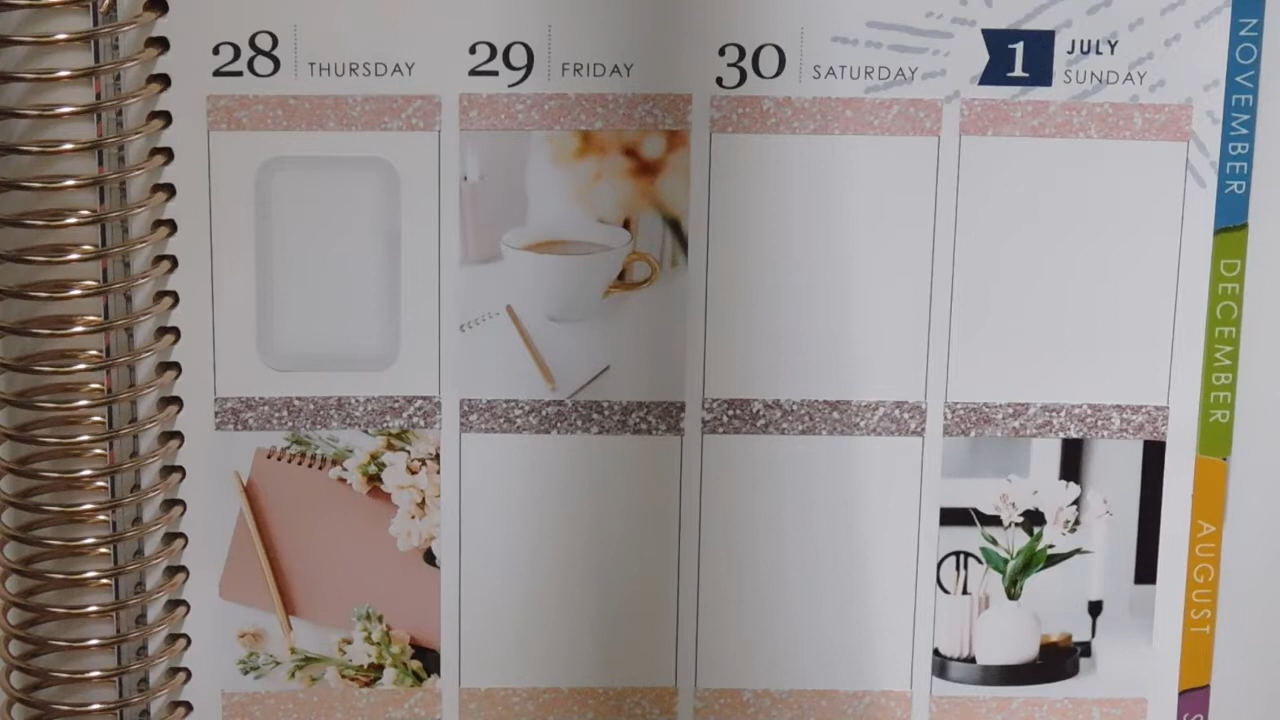 28 THURSDAY
29 FRIDAY
30 SATURDAY
1 JULY
SUNDAY
NOVEMBER
DECEMBER
AUGUST
S